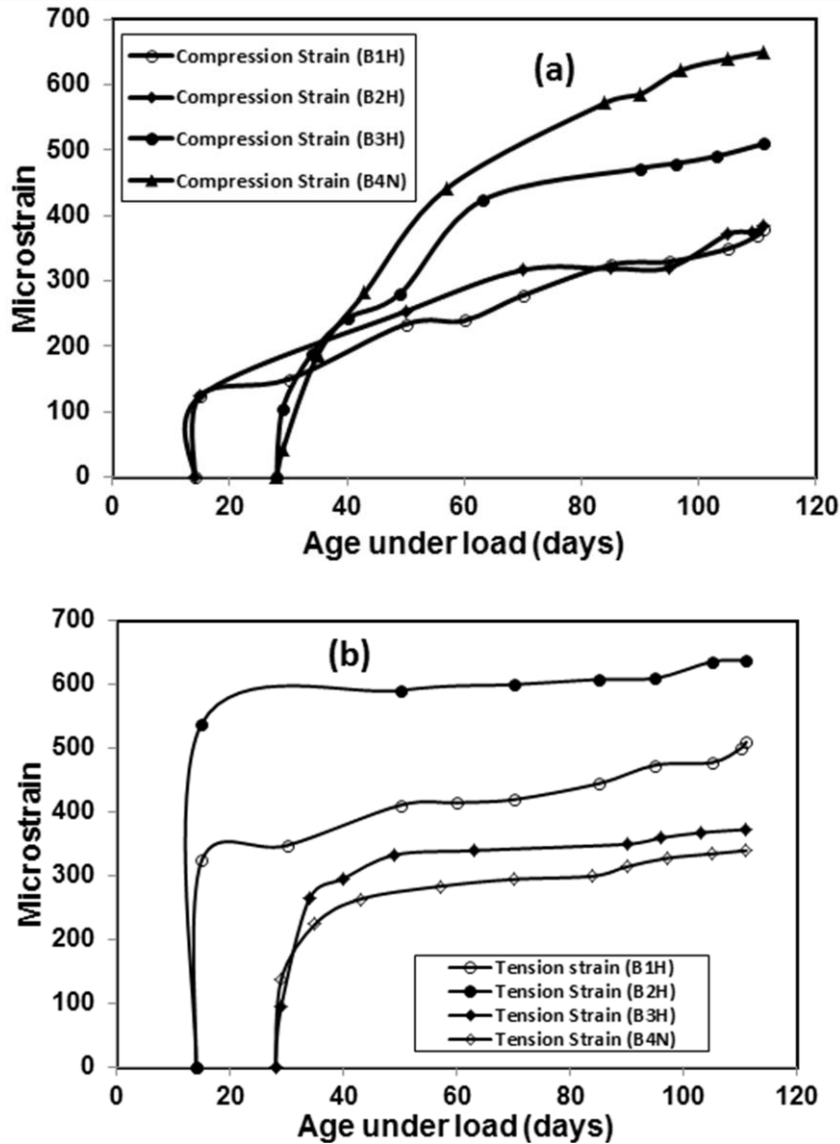 700
600
500
400
300
200
100
0
Microstrain
Compression Strain (B1H)
Compression Strain (B2H)
Compression Strain (B3H)
Compression Strain (B4N)
(a)
0 20 40 60 80 100 120
Age under load (days)
700
600
500
400
300
200
100
0
Microstrain
(b)
Tension strain (B1H)
Tension Strain (B2H)
Tension Strain (B3H)
Tension Strain (B4N)
0 20 40 60 80 100 120
Age under load (days)